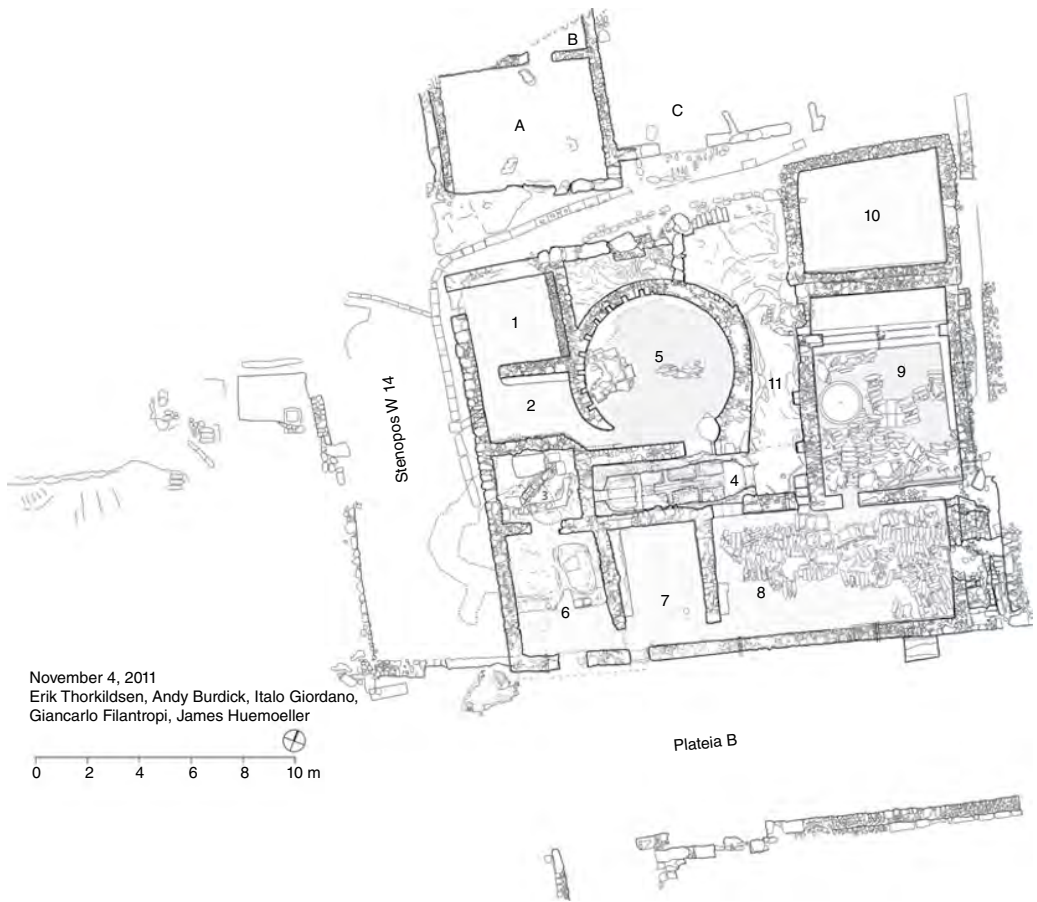 B
A
C
10
1
5
9
11
2
Stenopos W 14
4
3
8
7
6
November 4, 2011
Erik Thorkildsen, Andy Burdick, Italo Giordano,
Giancarlo Filantropi, James Huemoeller
0 2 4 6 8 10 m
Plateia B